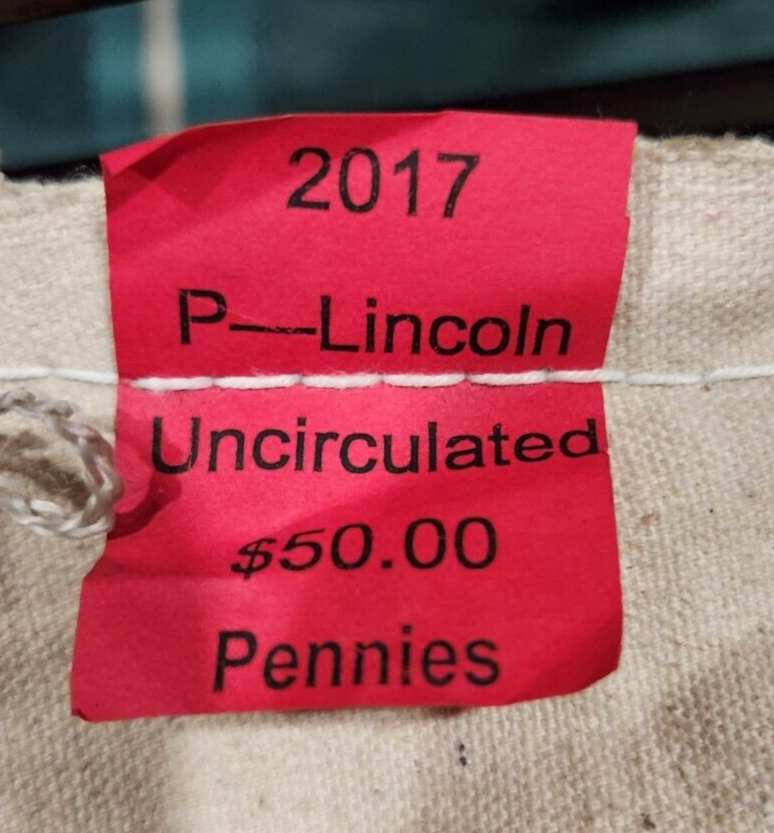 2017
P—Lincoln
Uncirculated
$50.00
Pennies